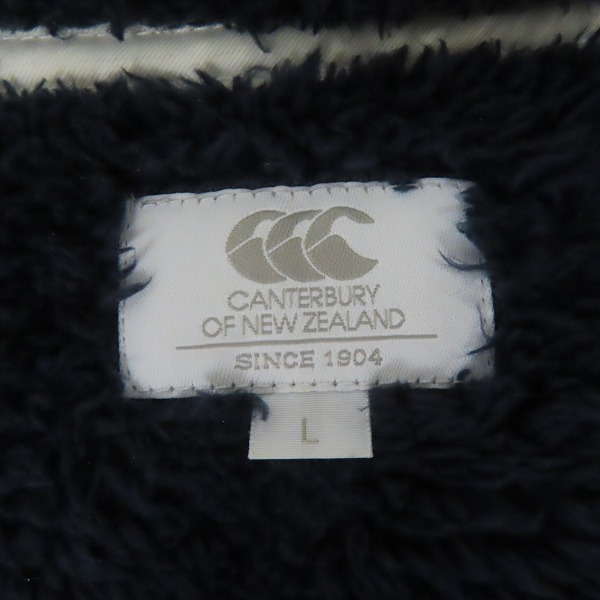 CANTERBURY
OF NEW ZEALAND
SINCE 1904
L